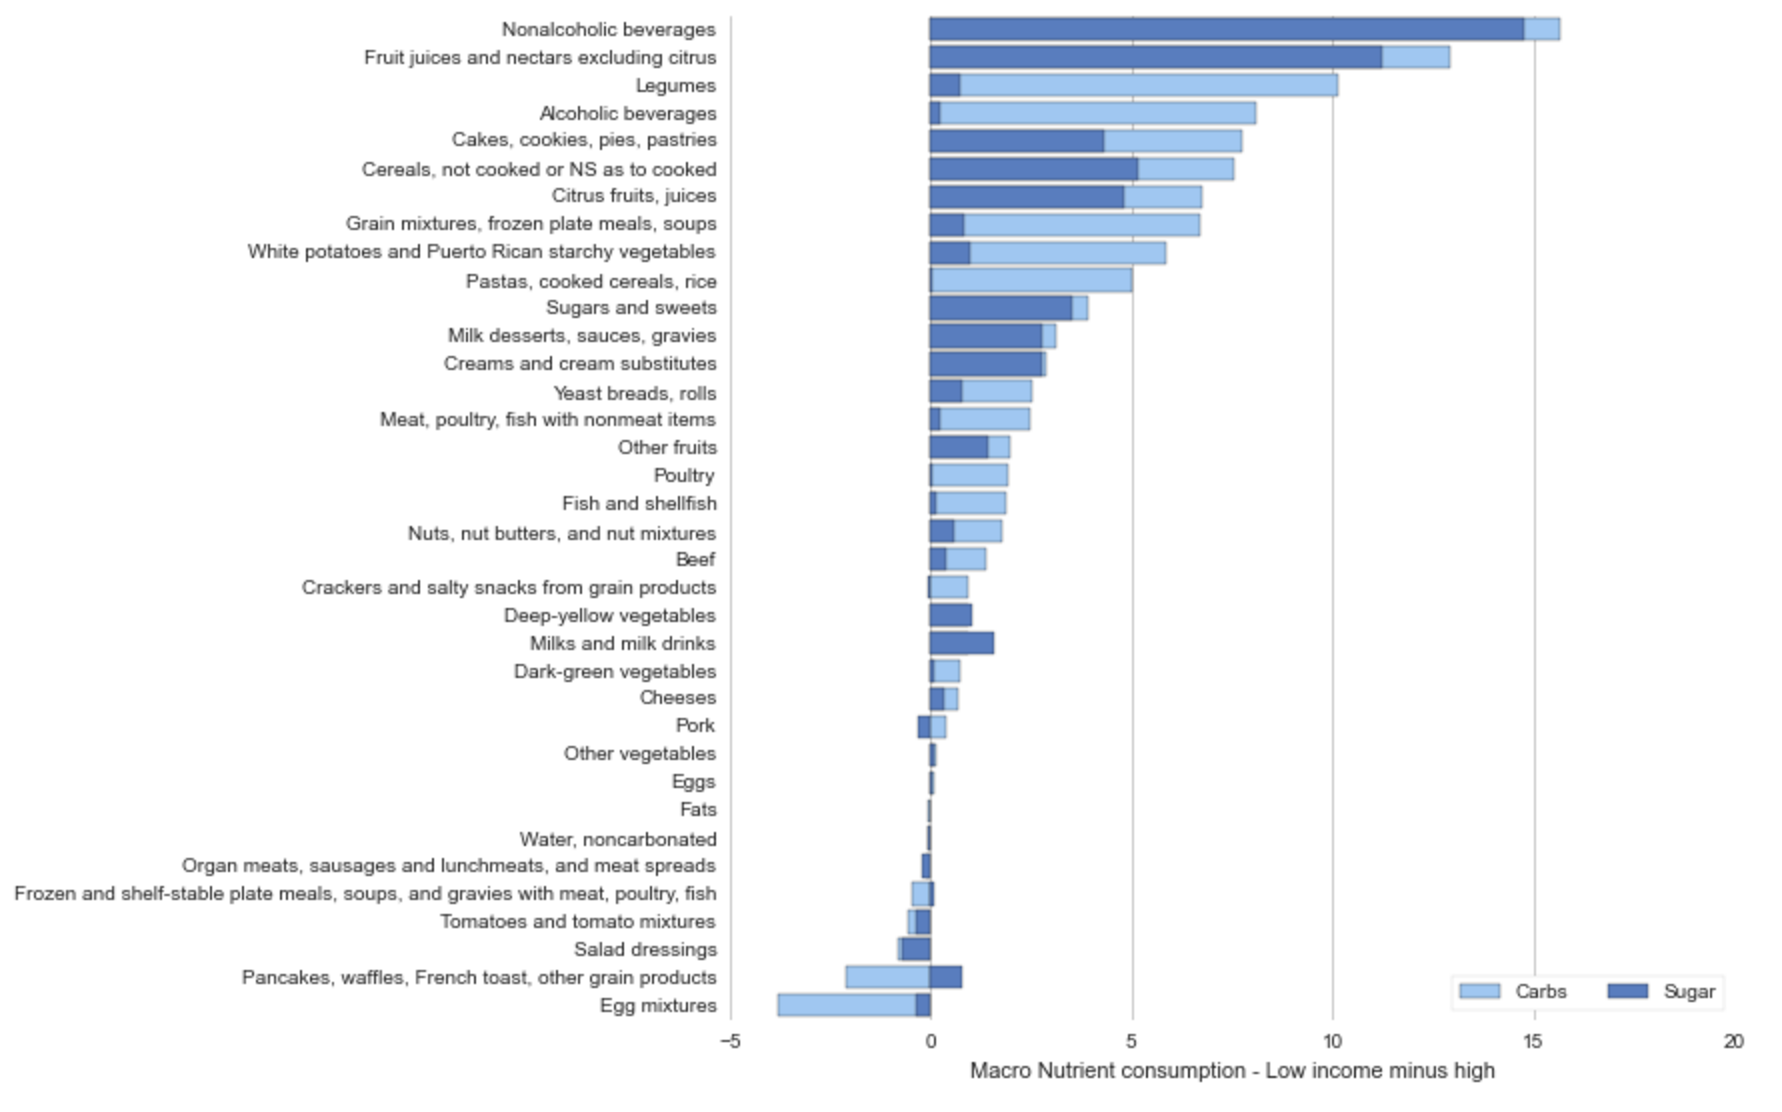 Nonalcoholic beverages
Fruit juices and nectars excluding citrus
Legumes
Alcoholic beverages
Cakes, cookies, pies, pastries
Cereals, not cooked or NS as to cooked
Citrus fruits, juices
Grain mixtures, frozen plate meals, soups
White potatoes and Puerto Rican starchy vegetables
Pastas, cooked cereals, rice
Sugars and sweets
Milk desserts, sauces, gravies
Creams and cream substitutes
Yeast breads, rolls
Meat, poultry, fish with nonmeat items
Other fruits
Poultry
Fish and shellfish
Nuts, nut butters, and nut mixtures
Beef
Crackers and salty snacks from grain products
Deep-yellow vegetables
Milks and milk drinks
Dark-green vegetables
Cheeses
Pork
Other vegetables
Eggs
Fats
Water, noncarbonated
Organ meats, sausages and lunchmeats, and meat spreads
Frozen and shelf-stable plate meals, soups, and gravies with meat, poultry, fish
Tomatoes and tomato mixtures
Salad dressings
Pancakes, waffles, French toast, other grain products
Egg mixtures
Carbs Sugar
−5 0 5 10 15 20
Macro Nutrient consumption - Low income minus high